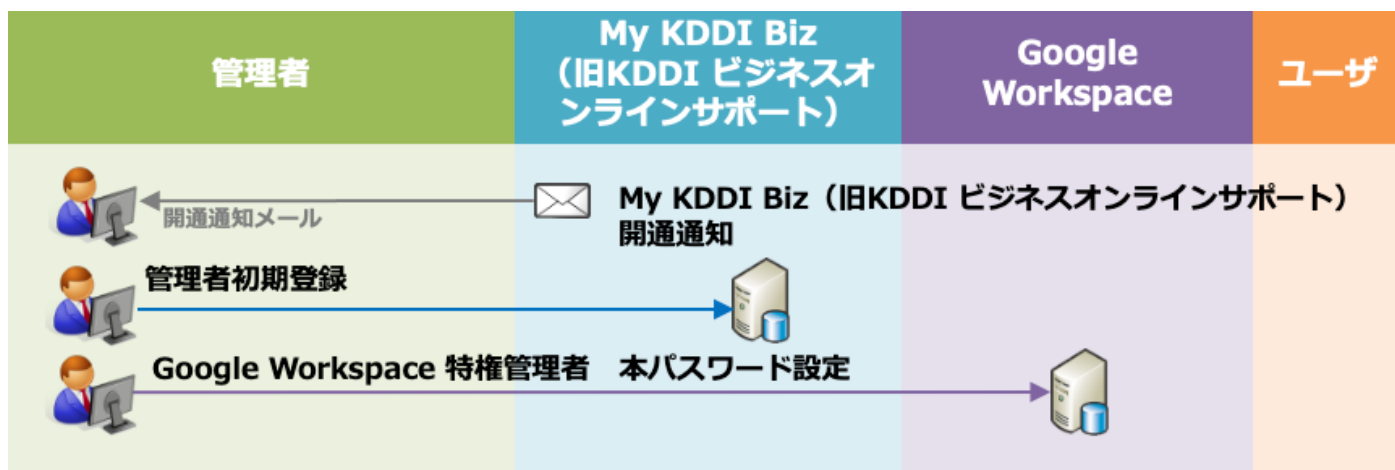 管理者
My KDDI Biz
（旧KDDI ビジネスオ
ンラインサポート）
Google
Workspace
ユーザ
My KDDI Biz（旧KDDI ビジネスオンラインサポート）
開通通知メール
開通通知
管理者初期登録
Google Workspace 特権管理者　本パスワード設定